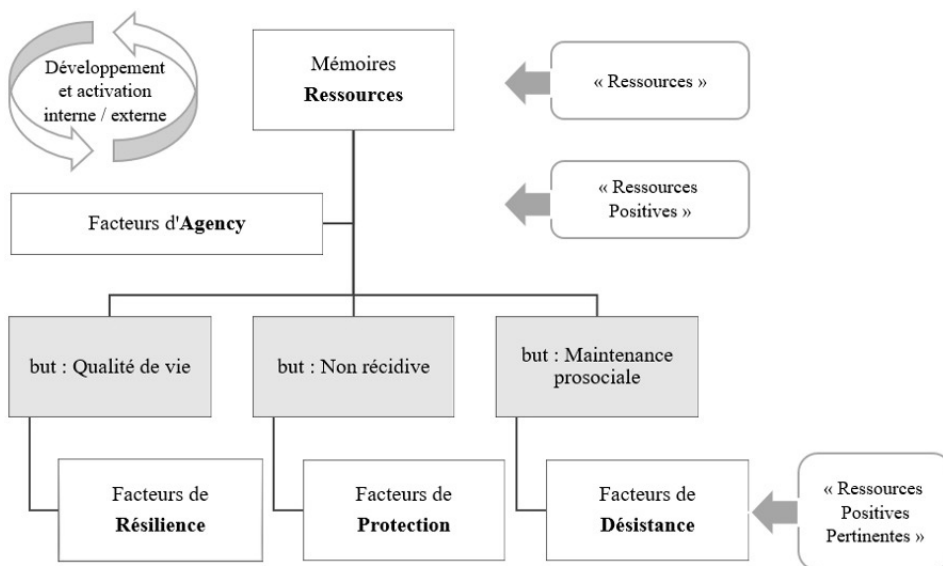 Développement
et activation
interne / externe
Mémoires
Ressources
« Ressources »
« Ressources
Positives »
Facteurs d'Agency
but : Qualité de vie
but : Non récidive
but : Maintenance
prosociale
Facteurs de
Résilience
Facteurs de
Protection
Facteurs de
Désistance
« Ressources
Positives
Pertinentes »